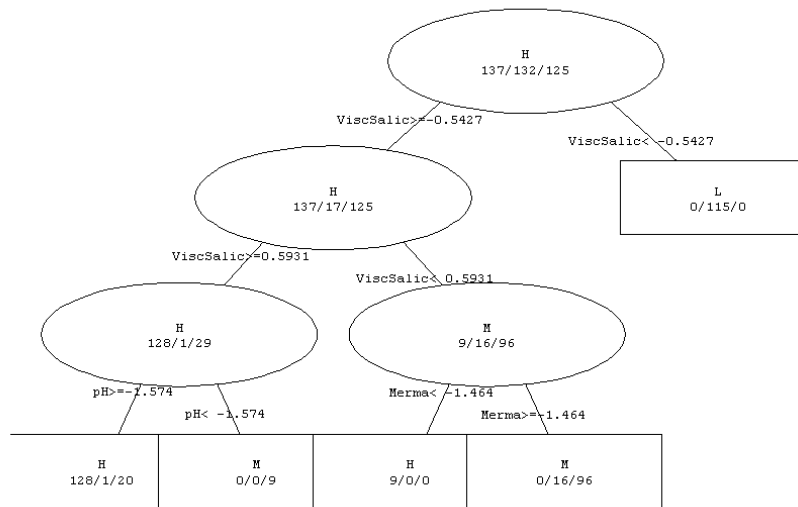 H
137/132/125
ViscSalic>=-0.5427
ViscSalic< -0.5427
H
137/17/125
L
0/115/0
ViscSalic>=0.5931
ViscSalic< 0.5931
H
128/1/29
M
9/16/96
pH>=-1.574
pH< -1.574
Merma< -1.464
Merma>=-1.464
H
128/1/20
M
0/0/9
H
9/0/0
M
0/16/96